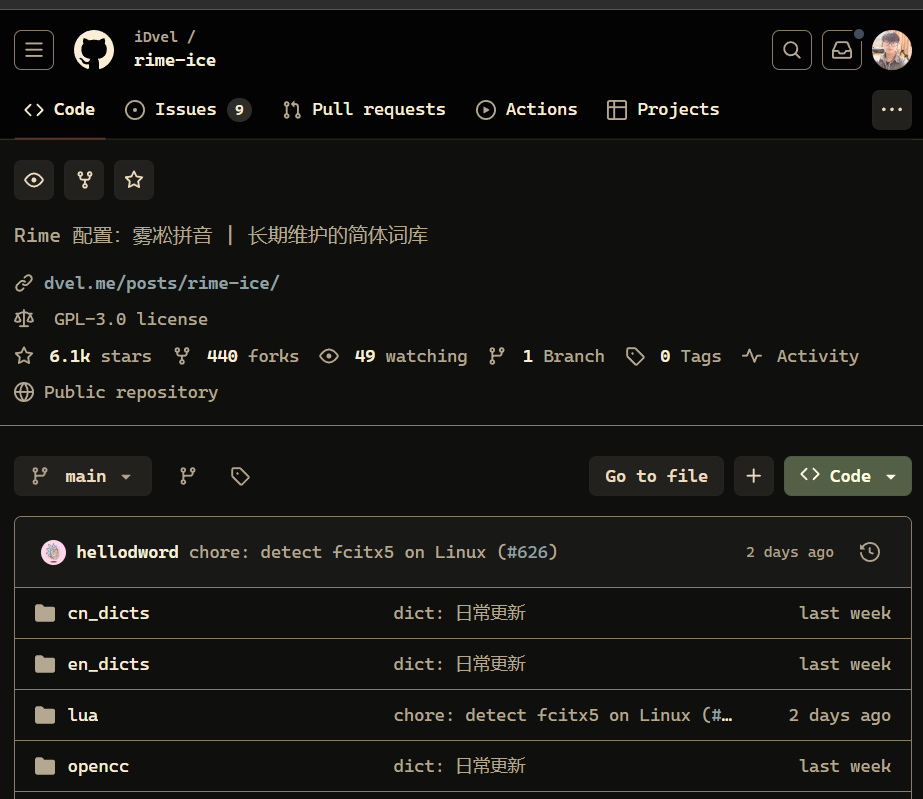 iDvel /
rime-ice
Code Issues 9 Pull requests Actions Projects
Rime 配置：雾凇拼音 | 长期维护的简体词库
dvel.me/posts/rime-ice/
GPL-3.0 license
6.1k stars 440 forks 49 watching 1 Branch 0 Tags Activity
Public repository
main Go to file Code
hellodword chore: detect fcitx5 on Linux (#626) 2 days ago
cn_dicts dict: 日常更新 last week
en_dicts dict: 日常更新 last week
lua chore: detect fcitx5 on Linux (#… 2 days ago
opencc dict: 日常更新 last week